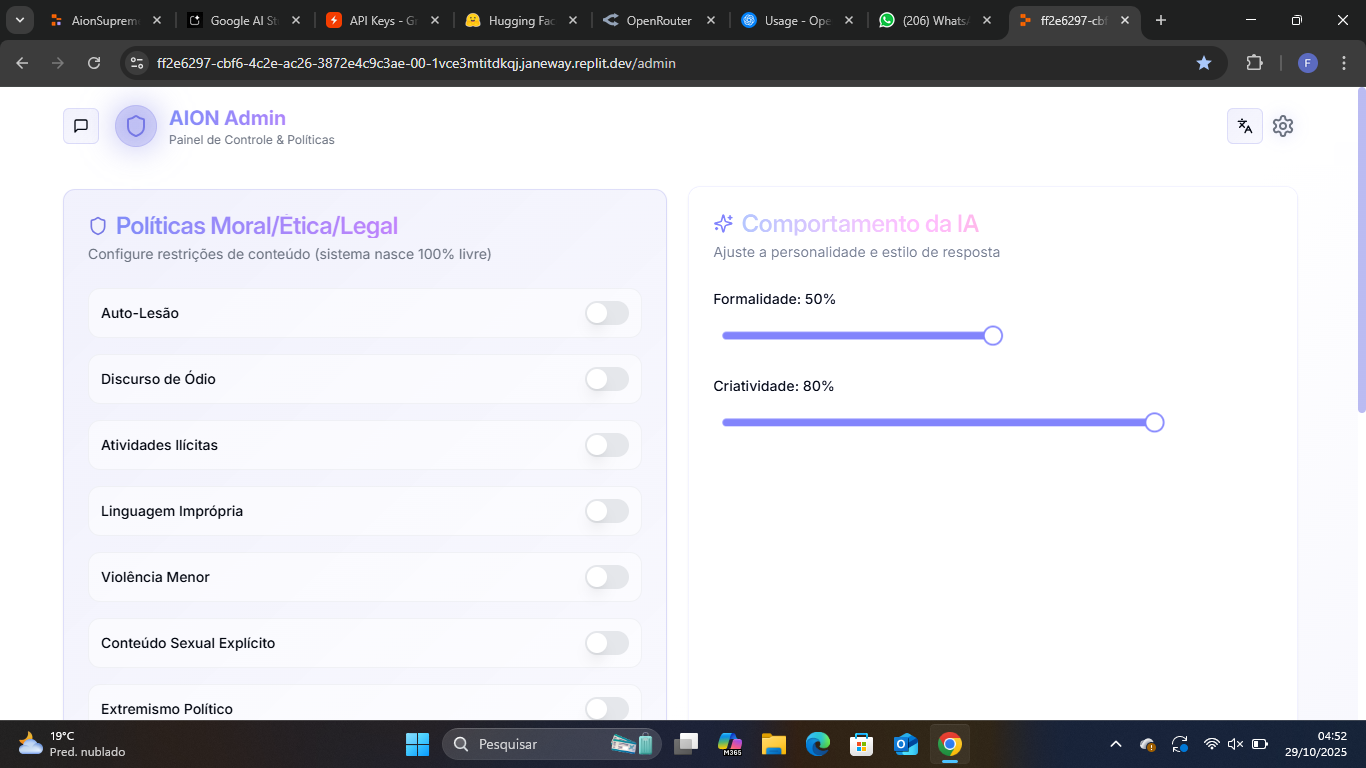 AionSupreme
Google AI St
API Keys - Gr
Hugging Fac
OpenRouter
Usage - Ope
(206) WhatsA
ff2e6297-cbf
ff2e6297-cbf6-4c2e-ac26-3872e4c9c3ae-00-1vce3mtitdkqj.janeway.replit.dev/admin
F
AION Admin
Painel de Controle & Políticas
Políticas Moral/Ética/Legal
Configure restrições de conteúdo (sistema nasce 100% livre)
Auto-Lesão
Discurso de Ódio
Atividades Ilícitas
Linguagem Imprópria
Violência Menor
Conteúdo Sexual Explícito
Extremismo Político
Comportamento da IA
Ajuste a personalidade e estilo de resposta
Formalidade: 50%
Criatividade: 80%
19°C
Pred. nublado
Pesquisar
M365
04:52
29/10/2025